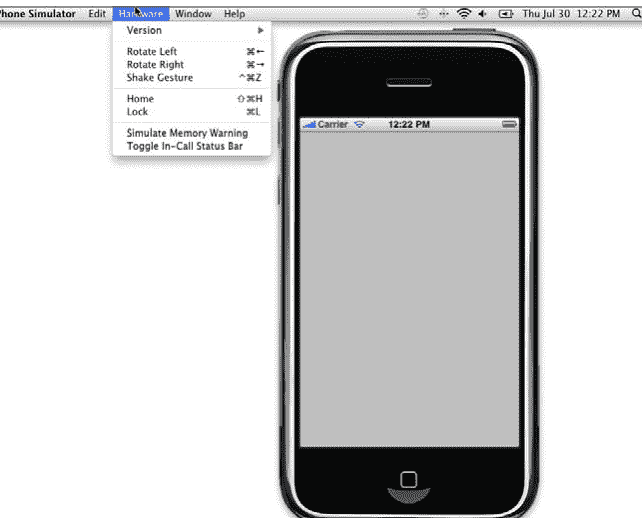 hone Simulator Edit Hardware Window Help Thu Jul 30 12:22 PM
Version
Rotate Left ⌘←
Rotate Right ⌘→
Shake Gesture ^⌘Z
Home ⇧⌘H
Lock ⌘L
Simulate Memory Warning
Toggle In-Call Status Bar
Carrier 12:22 PM